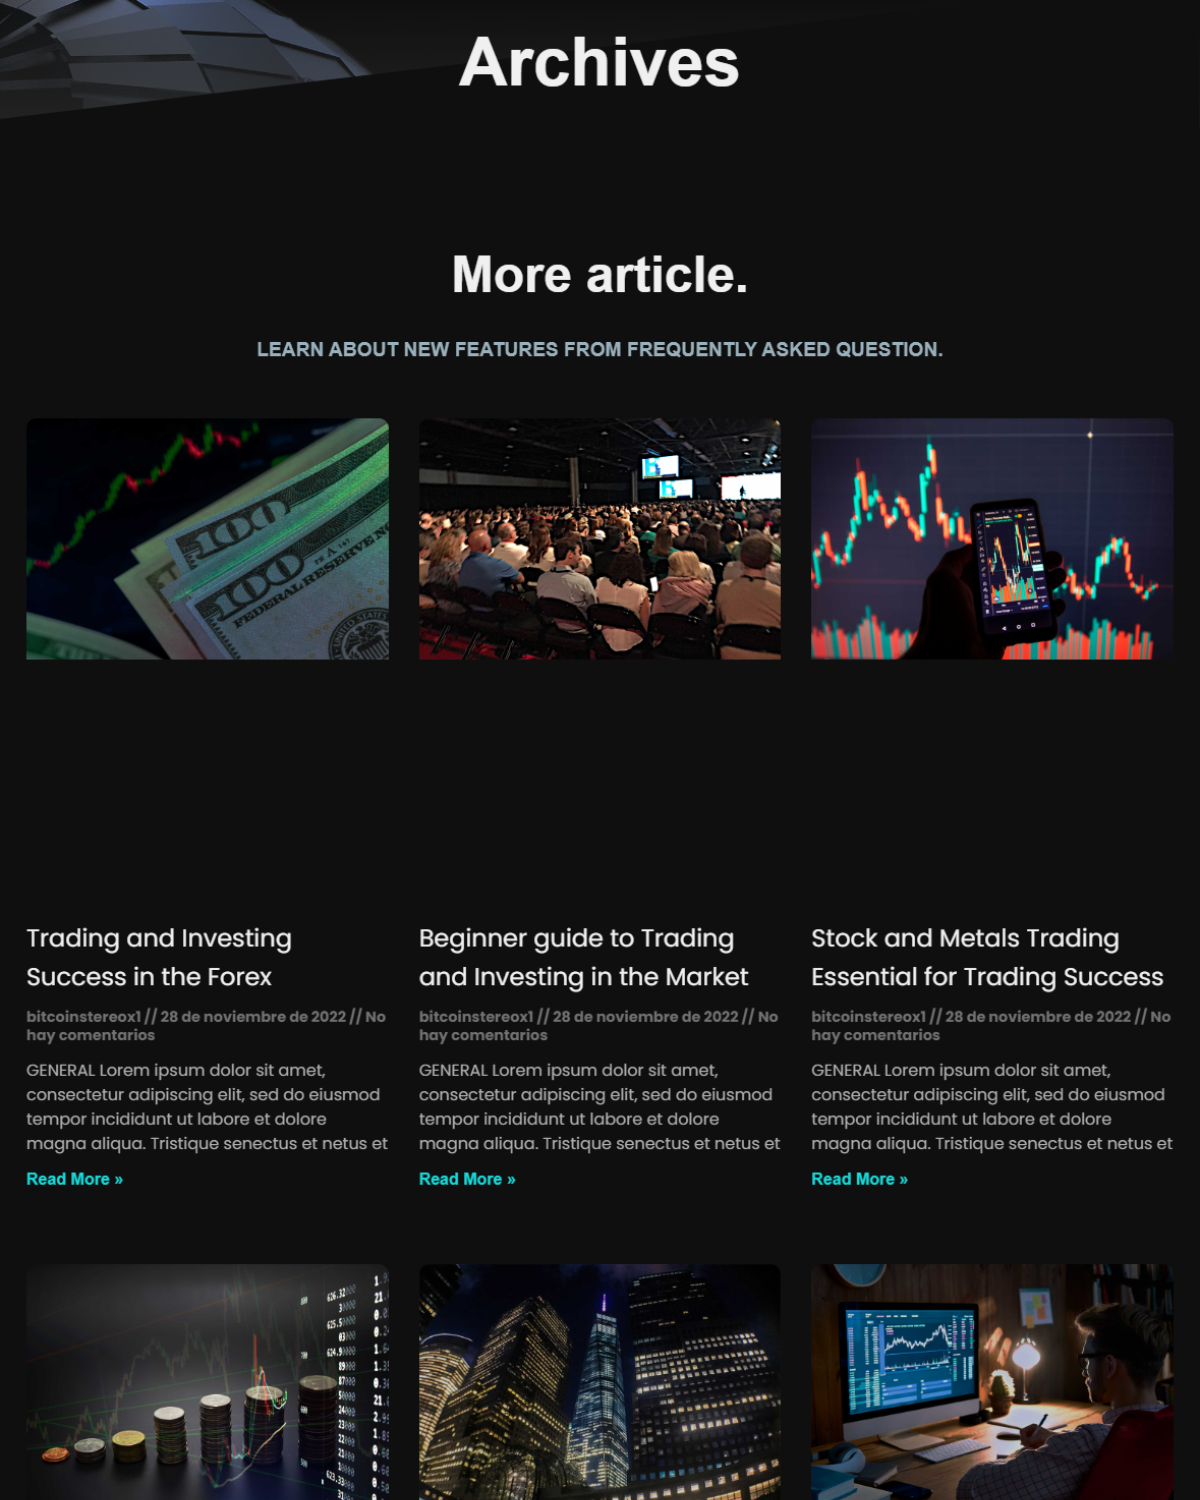 Archives
More article.
LEARN ABOUT NEW FEATURES FROM FREQUENTLY ASKED QUESTION.
100
100
FEDERAL RESERVE
Trading and Investing
Success in the Forex
bitcoinstereox1 // 28 de noviembre de 2022 // No
hay comentarios
GENERAL Lorem ipsum dolor sit amet,
consectetur adipiscing elit, sed do eiusmod
tempor incididunt ut labore et dolore
magna aliqua. Tristique senectus et netus et
Read More »
Beginner guide to Trading
and Investing in the Market
bitcoinstereox1 // 28 de noviembre de 2022 // No
hay comentarios
GENERAL Lorem ipsum dolor sit amet,
consectetur adipiscing elit, sed do eiusmod
tempor incididunt ut labore et dolore
magna aliqua. Tristique senectus et netus et
Read More »
Stock and Metals Trading
Essential for Trading Success
bitcoinstereox1 // 28 de noviembre de 2022 // No
hay comentarios
GENERAL Lorem ipsum dolor sit amet,
consectetur adipiscing elit, sed do eiusmod
tempor incididunt ut labore et dolore
magna aliqua. Tristique senectus et netus et
Read More »